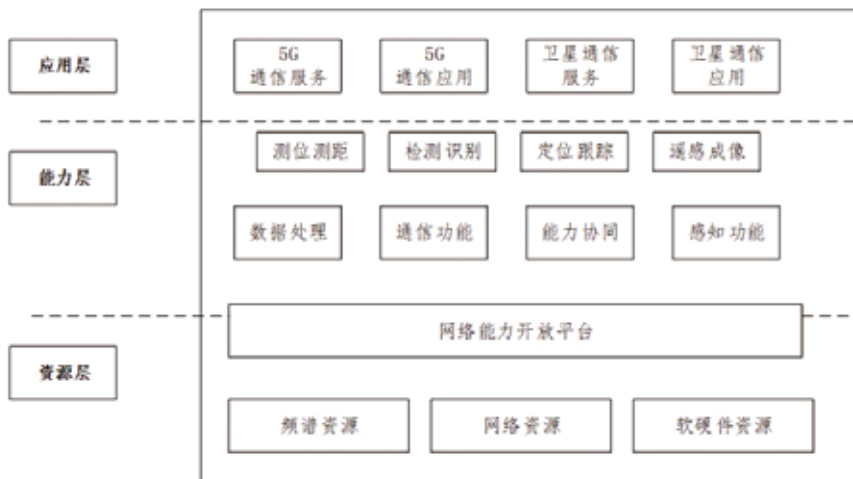 应用层
5G
通信服务
5G
通信应用
卫星通信
服务
卫星通信
应用
能力层
测位测距
检测识别
定位跟踪
遥感成像
数据处理
通信功能
能力协同
感知功能
网络能力开放平台
资源层
频谱资源
网络资源
软硬件资源